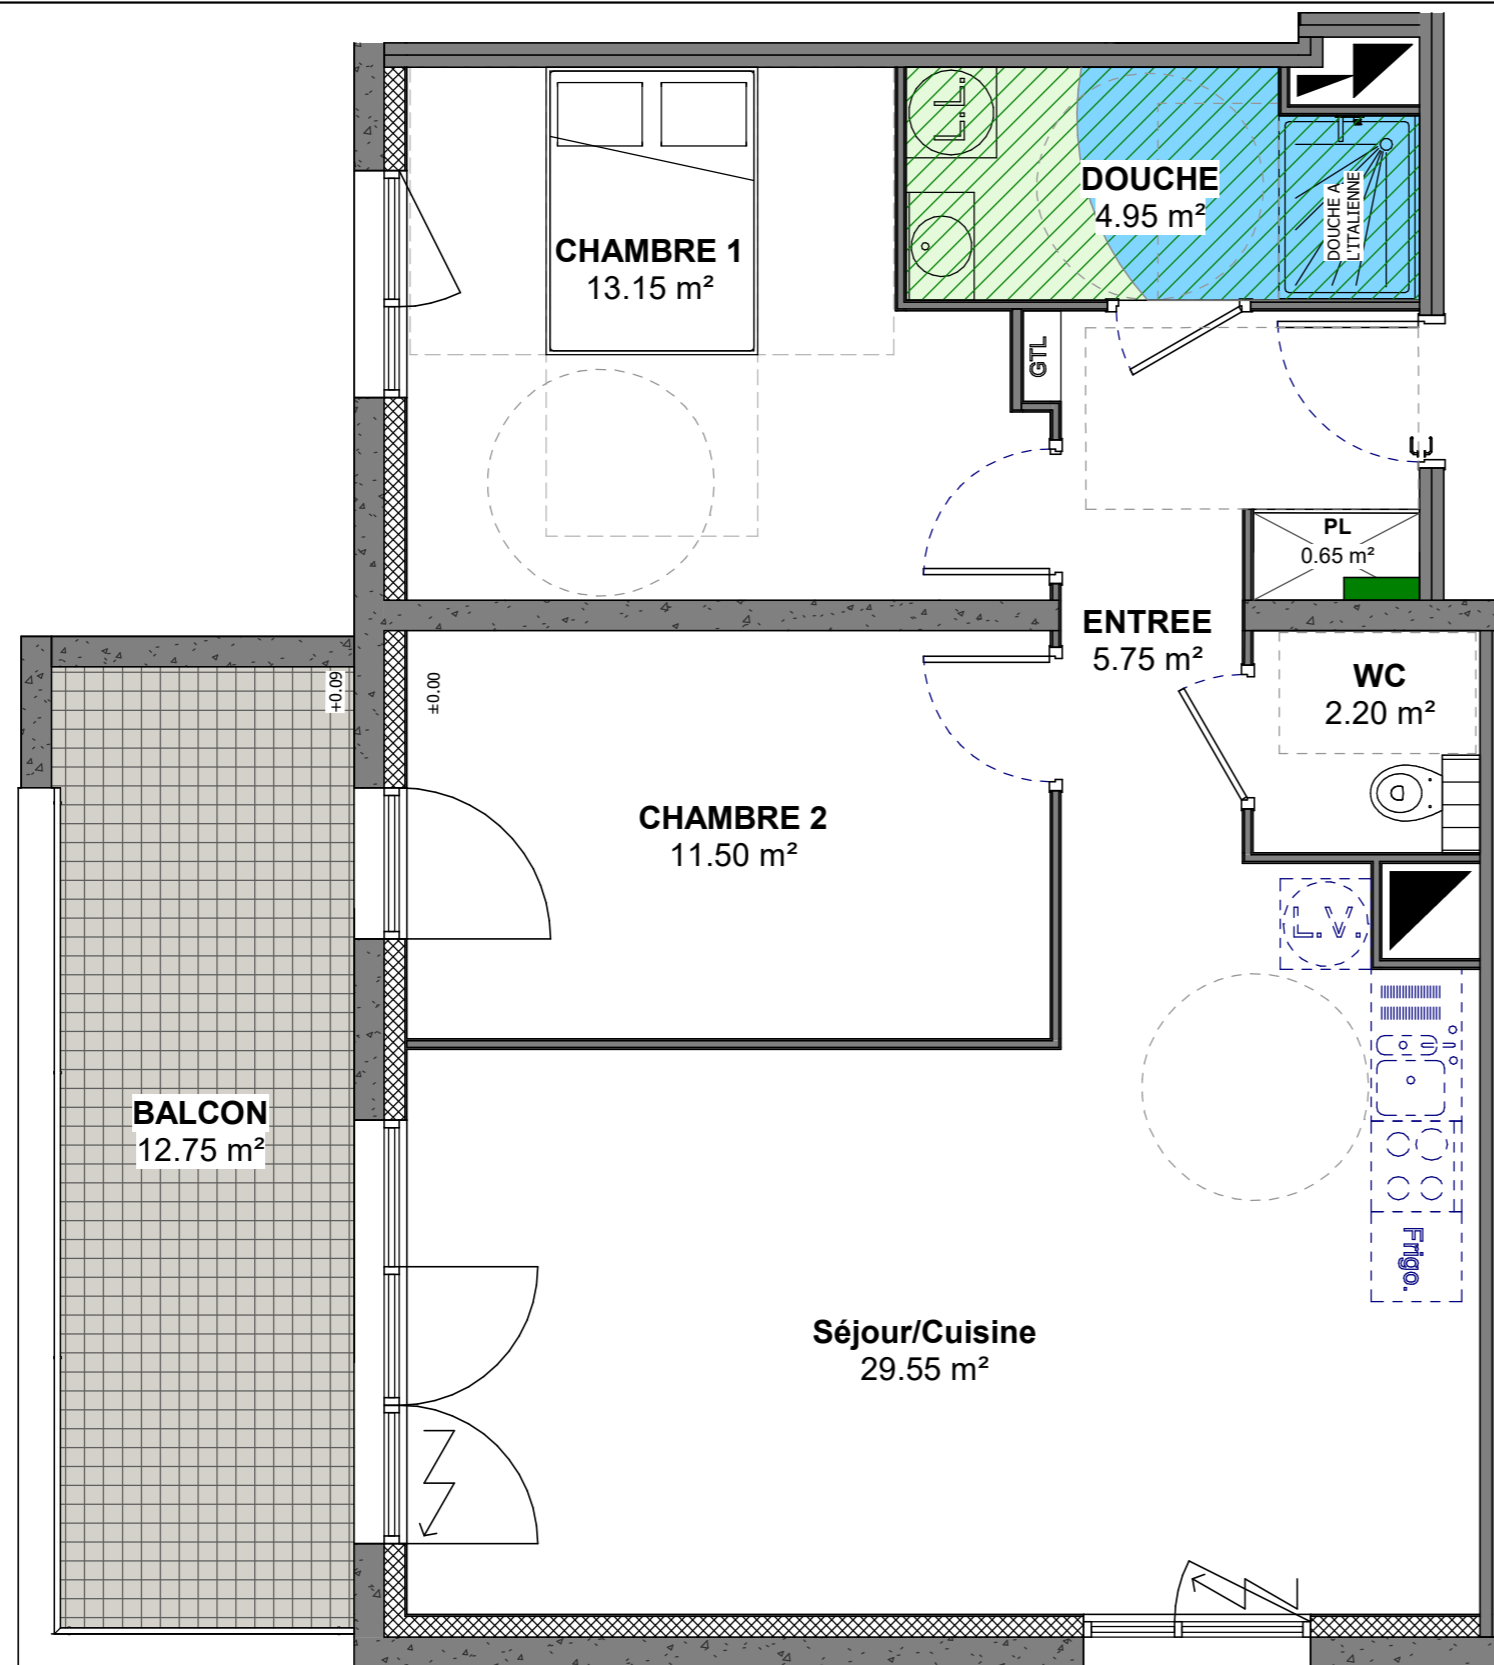 L.L.
DOUCHE
4.95 m²
DOUCHE A
L'ITALIENNE
CHAMBRE 1
13.15 m²
GTL
PL
0.65 m²
ENTREE
5.75 m²
WC
2.20 m²
+0.09
±0.00
CHAMBRE 2
11.50 m²
L.V.
BALCON
12.75 m²
Frigo.
Séjour/Cuisine
29.55 m²